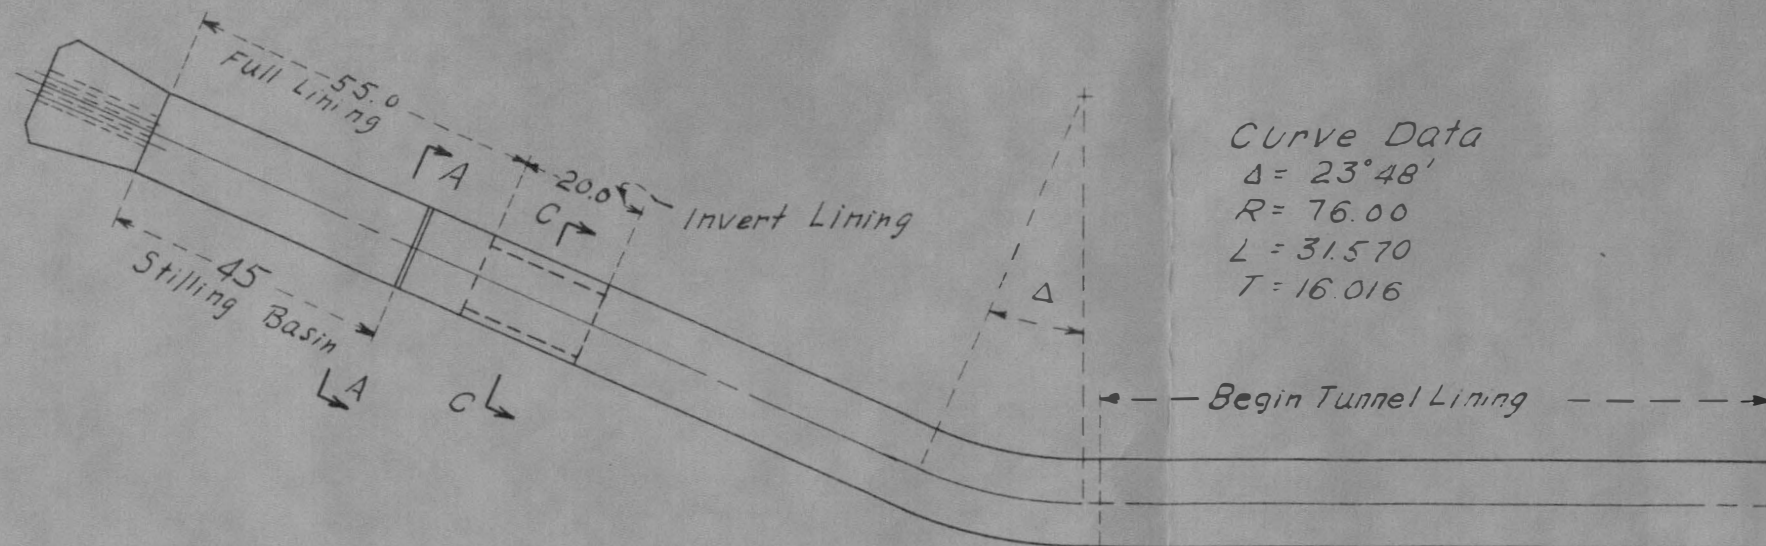 55.0
Full Lining
A
20.0
C
Invert Lining
45
Stilling Basin
A
C
Δ
Curve Data
Δ = 23°48'
R = 76.00
L = 31.570
T = 16.016
Begin Tunnel Lining